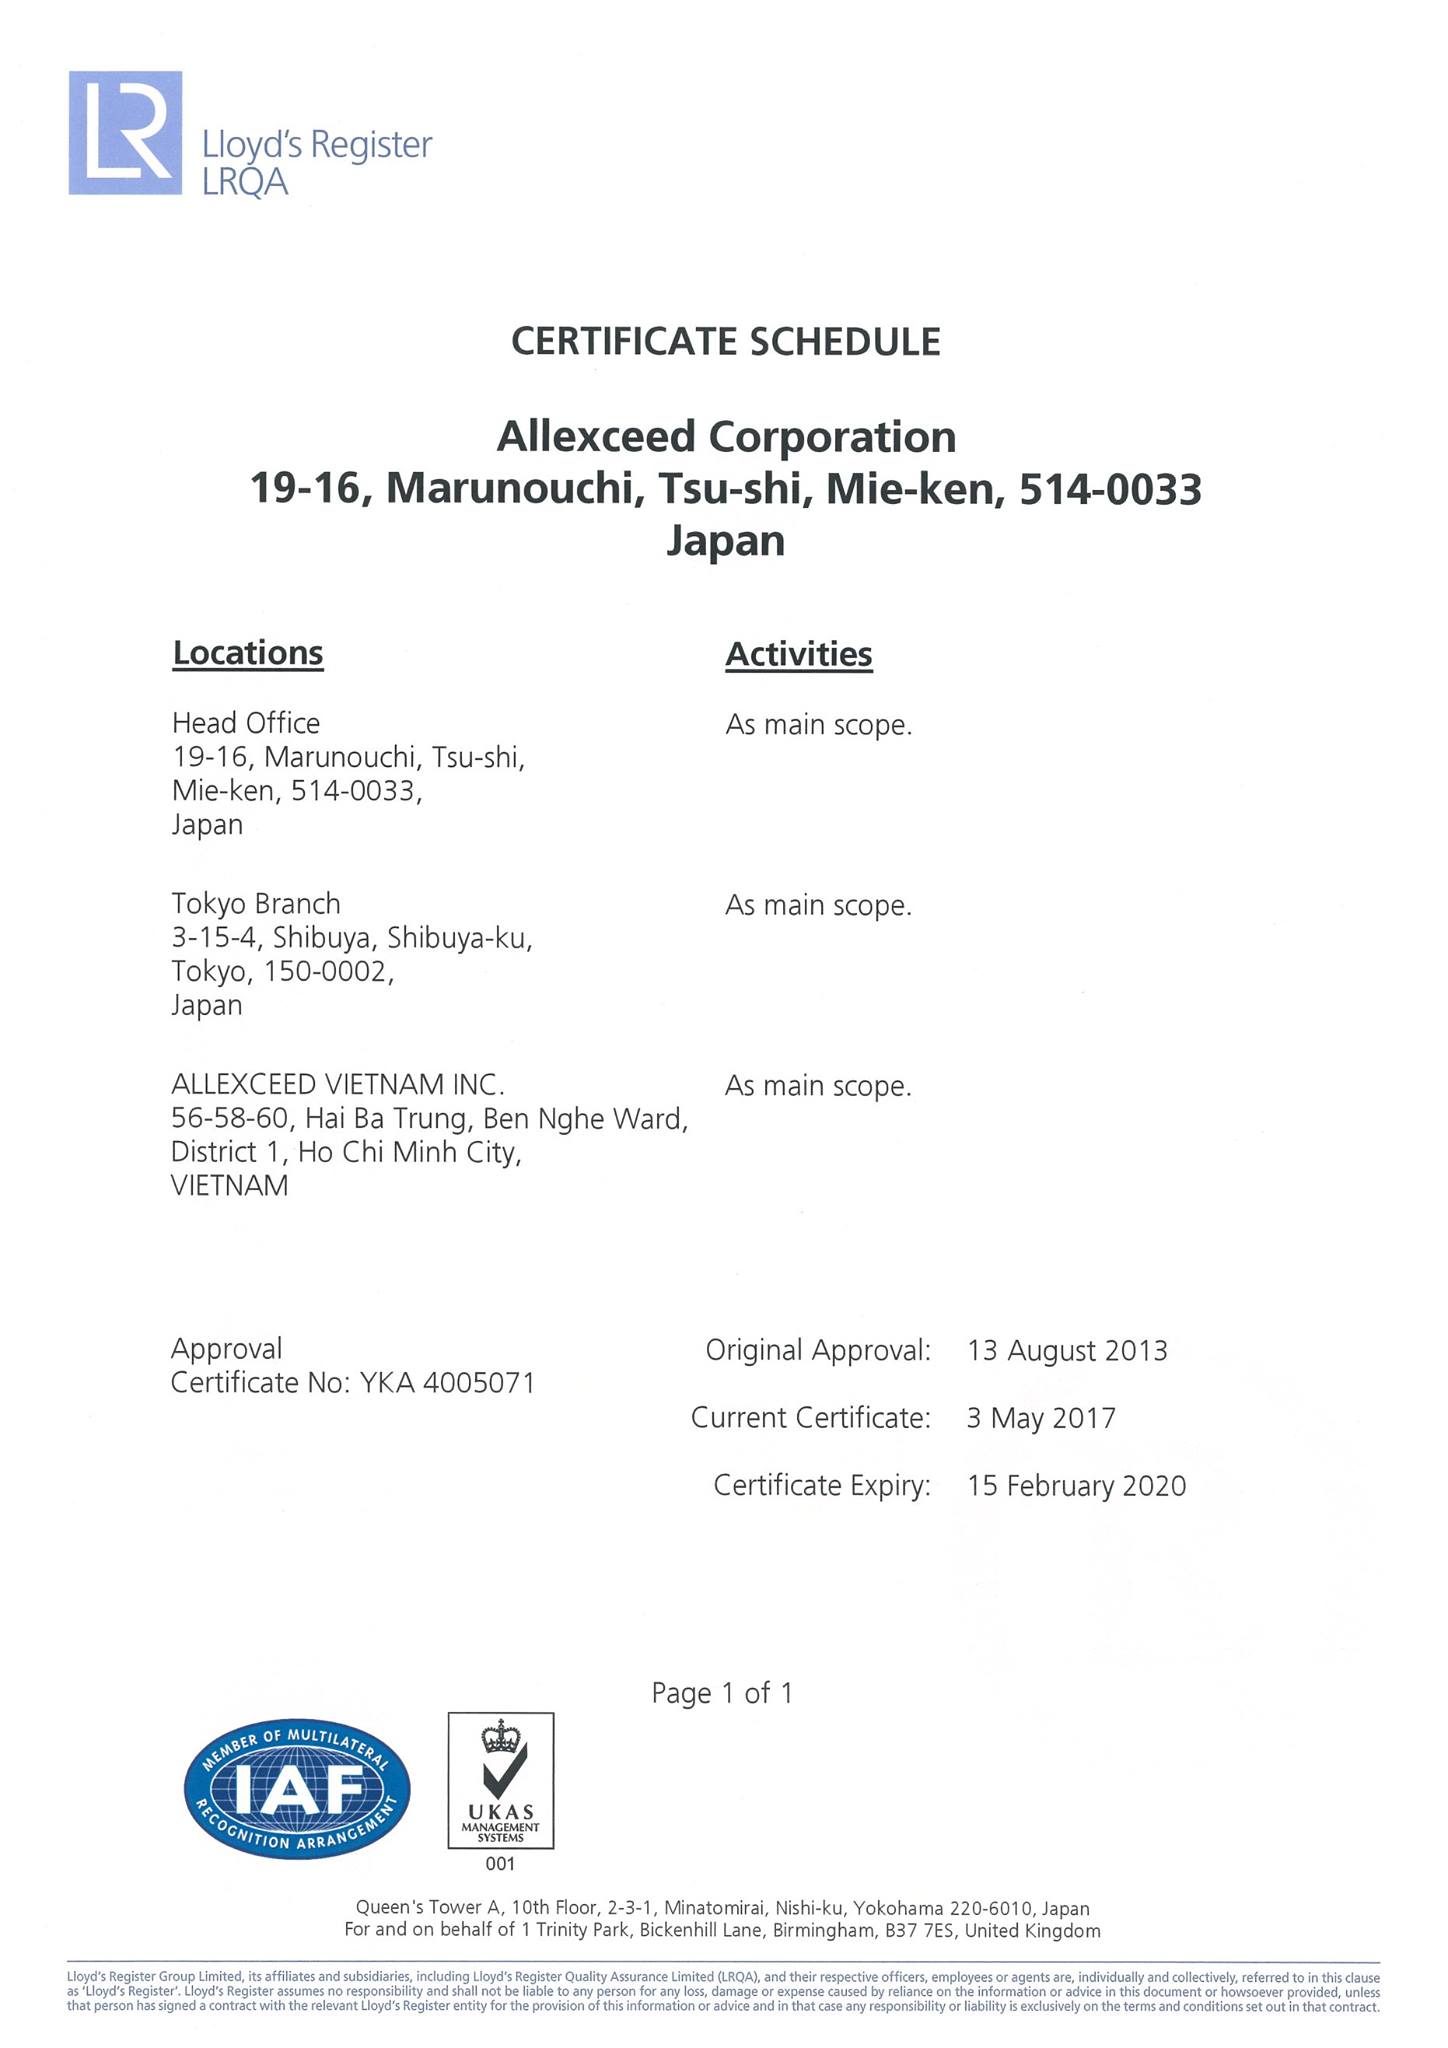 LR
Lloyd's Register
LRQA
CERTIFICATE SCHEDULE
Allexceed Corporation
19-16, Marunouchi, Tsu-shi, Mie-ken, 514-0033
Japan
Locations
Activities
Head Office
As main scope.
19-16, Marunouchi, Tsu-shi,
Mie-ken, 514-0033,
Japan
Tokyo Branch
As main scope.
3-15-4, Shibuya, Shibuya-ku,
Tokyo, 150-0002,
Japan
ALLEXCEED VIETNAM INC.
As main scope.
56-58-60, Hai Ba Trung, Ben Nghe Ward,
District 1, Ho Chi Minh City,
VIETNAM
Approval
Certificate No: YKA 4005071
Original Approval: 13 August 2013
Current Certificate: 3 May 2017
Certificate Expiry: 15 February 2020
Page 1 of 1
MEMBER OF MULTILATERAL
IAF
RECOGNITION ARRANGEMENT
UKAS
MANAGEMENT
SYSTEMS
001
Queen's Tower A, 10th Floor, 2-3-1, Minatomirai, Nishi-ku, Yokohama 220-6010, Japan
For and on behalf of 1 Trinity Park, Bickenhill Lane, Birmingham, B37 7ES, United Kingdom
Lloyd's Register Group Limited, its affiliates and subsidiaries, including Lloyd's Register Quality Assurance Limited (LRQA), and their respective officers, employees or agents are, individually and collectively, referred to in this clause
as 'Lloyd's Register'. Lloyd's Register assumes no responsibility and shall not be liable to any person for any loss, damage or expense caused by reliance on the information or advice in this document or howsoever provided, unless
that person has signed a contract with the relevant Lloyd's Register entity for the provision of this information or advice and in that case any responsibility or liability is exclusively on the terms and conditions set out in that contract.